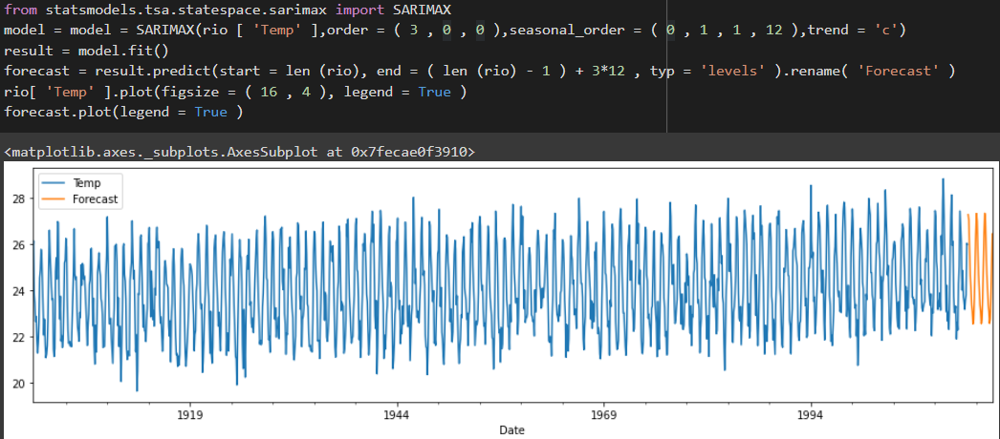 from statsmodels.tsa.statespace.sarimax import SARIMAX
model = model = SARIMAX(rio [ 'Temp' ],order = ( 3 , 0 , 0 ),seasonal_order = ( 0 , 1 , 1 , 12 ),trend = 'c')
result = model.fit()
forecast = result.predict(start = len (rio), end = ( len (rio) - 1 ) + 3*12 , typ = 'levels' ).rename( 'Forecast' )
rio[ 'Temp' ].plot(figsize = ( 16 , 4 ), legend = True )
forecast.plot(legend = True )
<matplotlib.axes._subplots.AxesSubplot at 0x7fecae0f3910>
Temp
Forecast
28
26
24
22
20
1919 1944 1969 1994
Date